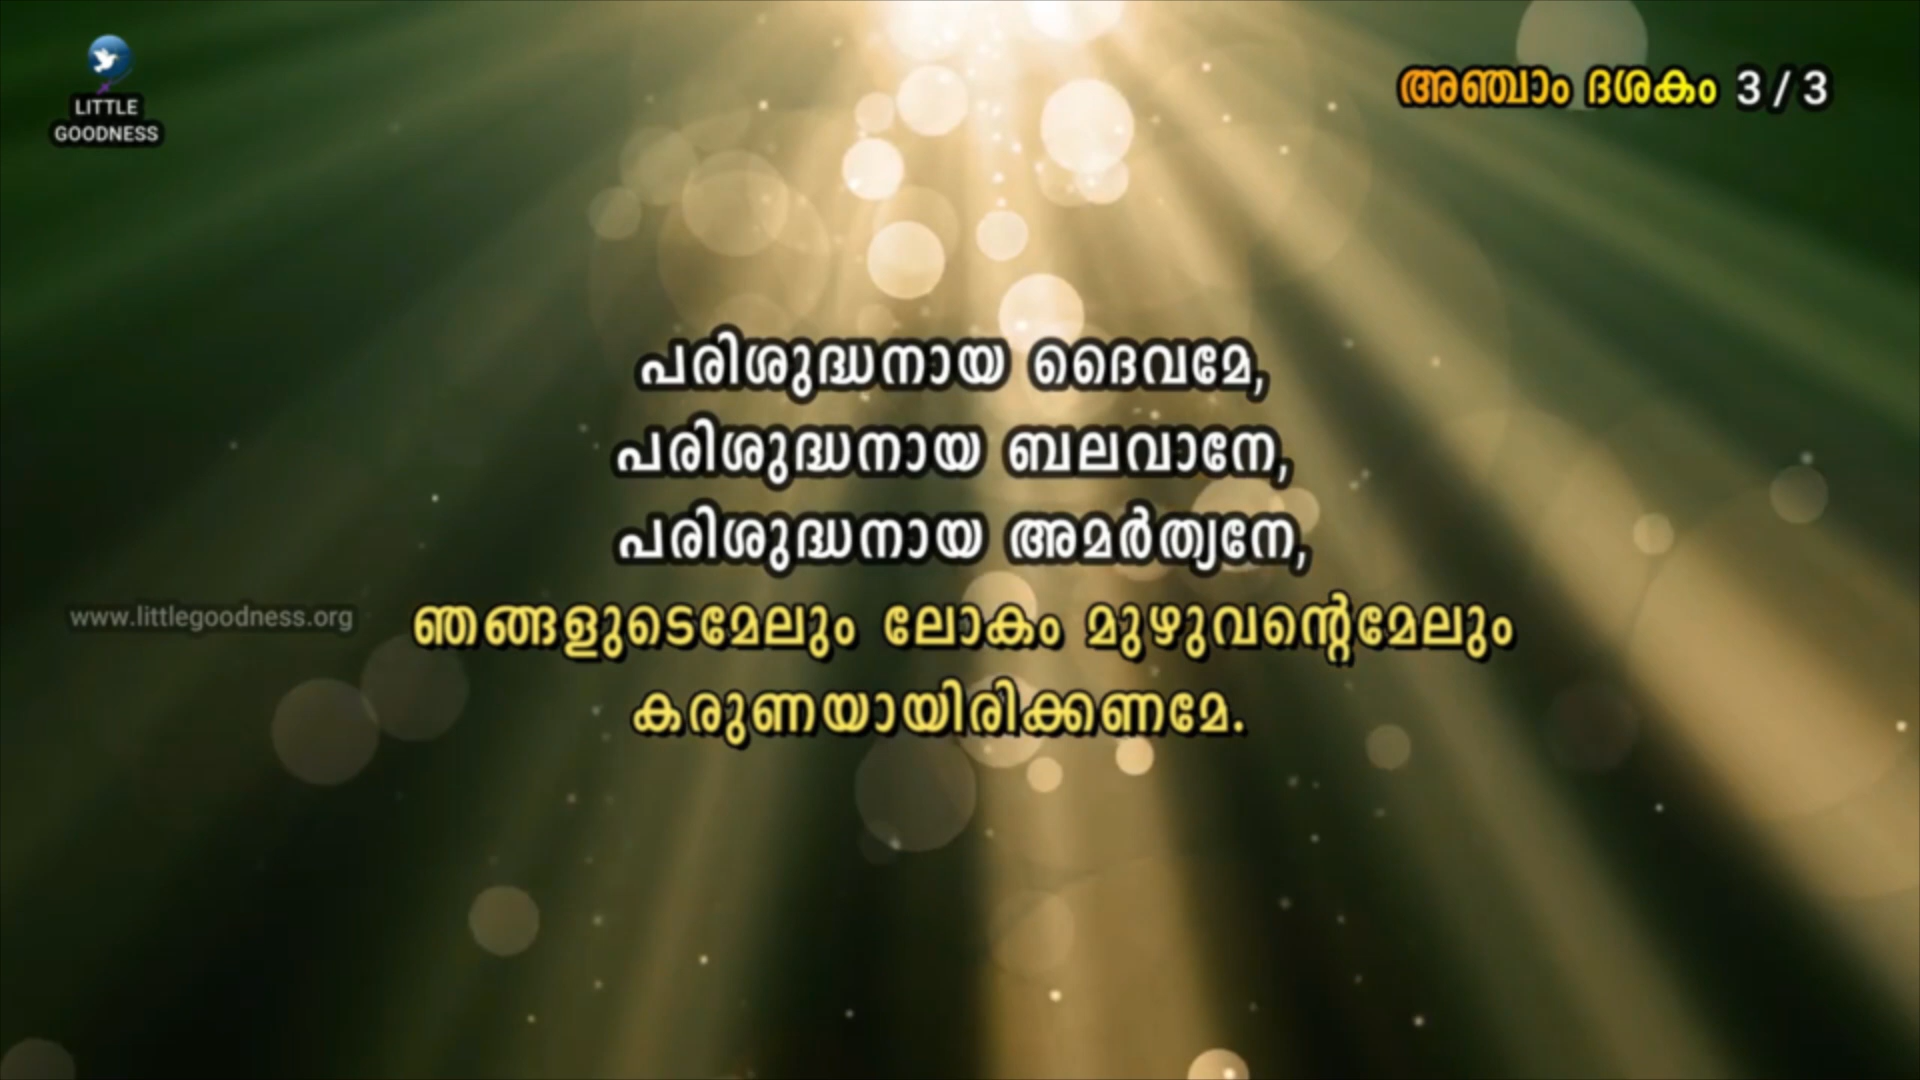 LITTLE
GOODNESS
അഞ്ചാം ദശകം 3 / 3
പരിശുദ്ധനായ ദൈവമേ,
പരിശുദ്ധനായ ബലവാനേ,
പരിശുദ്ധനായ അമർത്യനേ,
www.littlegoodness.org
ഞങ്ങളുടെമേലും ലോകം മുഴുവന്റെമേലും
കരുണയായിരിക്കണമേ.